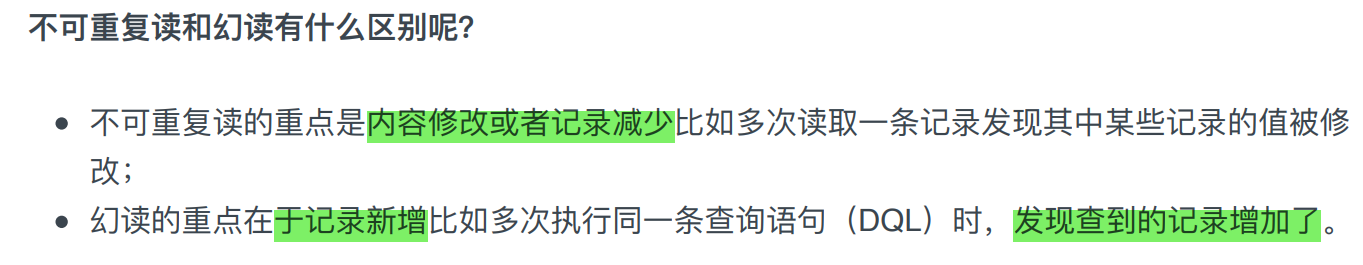 不可重复读和幻读有什么区别呢?
不可重复读的重点是内容修改或者记录减少比如多次读取一条记录发现其中某些记录的值被修
改；
幻读的重点在于记录新增比如多次执行同一条查询语句（DQL）时，发现查到的记录增加了。